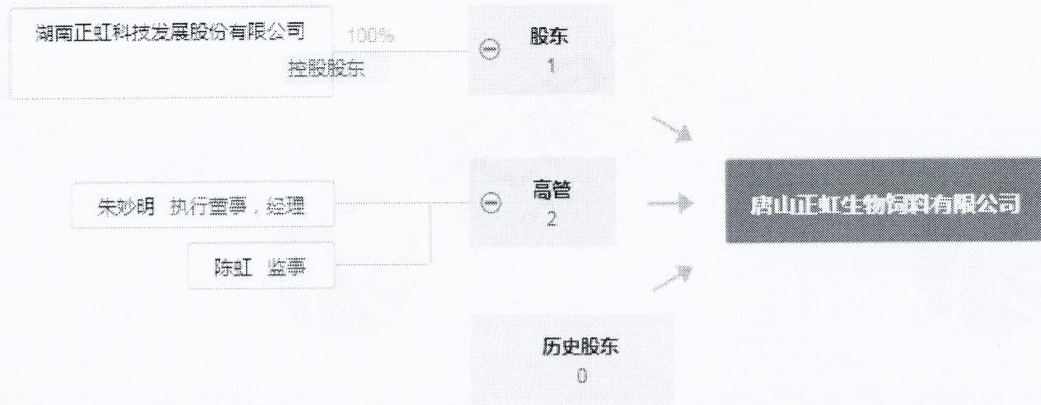 湖南正虹科技发展股份有限公司
100%
控股股东
股东
1
朱妙明 执行董事，经理
陈虹 监事
高管
2
历史股东
0
唐山正虹生物饲料有限公司